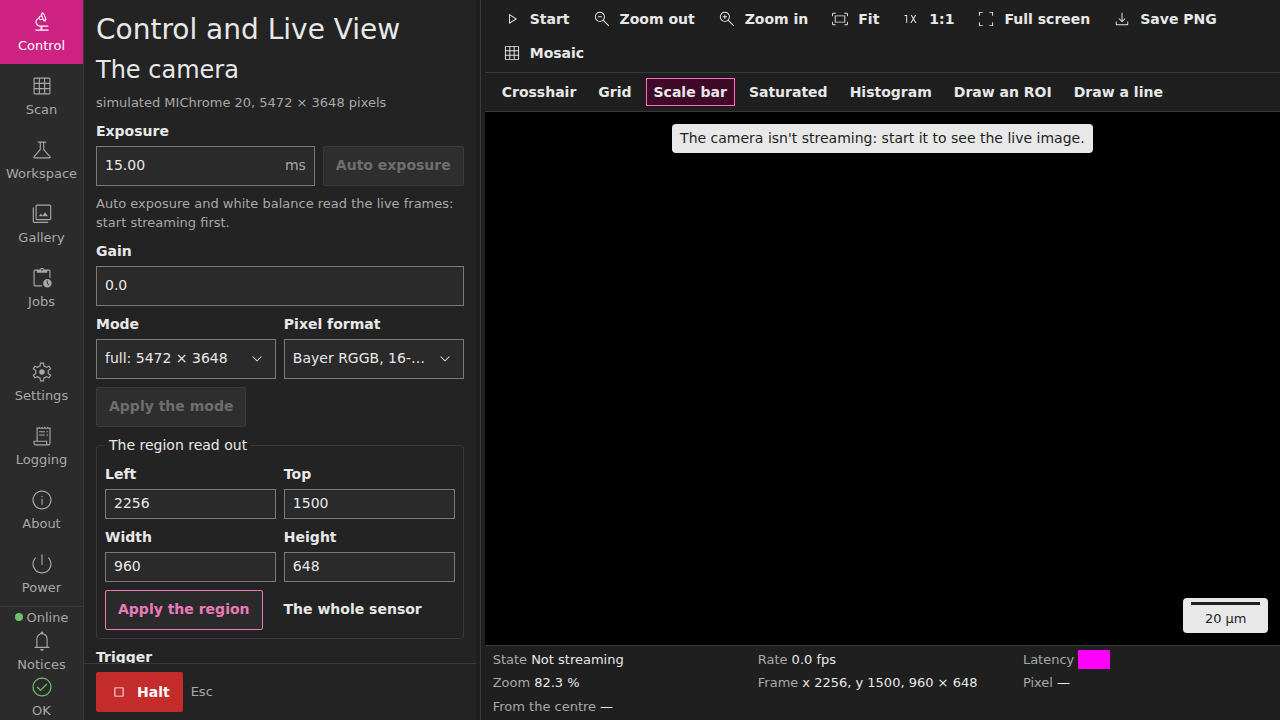 Control
Scan
Workspace
Gallery
Jobs
Settings
Logging
About
Power
Online
Notices
OK
Control and Live View
The camera
simulated MIChrome 20, 5472 × 3648 pixels
Exposure
15.00 ms
Auto exposure
Auto exposure and white balance read the live frames:
start streaming first.
Gain
0.0
Mode Pixel format
full: 5472 × 3648 Bayer RGGB, 16-...
Apply the mode
The region read out
Left Top
2256 1500
Width Height
960 648
Apply the region The whole sensor
Trigger
Halt Esc
Start Zoom out Zoom in Fit 1:1 Full screen Save PNG
Mosaic
Crosshair Grid Scale bar Saturated Histogram Draw an ROI Draw a line
The camera isn't streaming: start it to see the live image.
20 µm
State Not streaming Rate 0.0 fps Latency
Zoom 82.3 % Frame x 2256, y 1500, 960 × 648 Pixel —
From the centre —